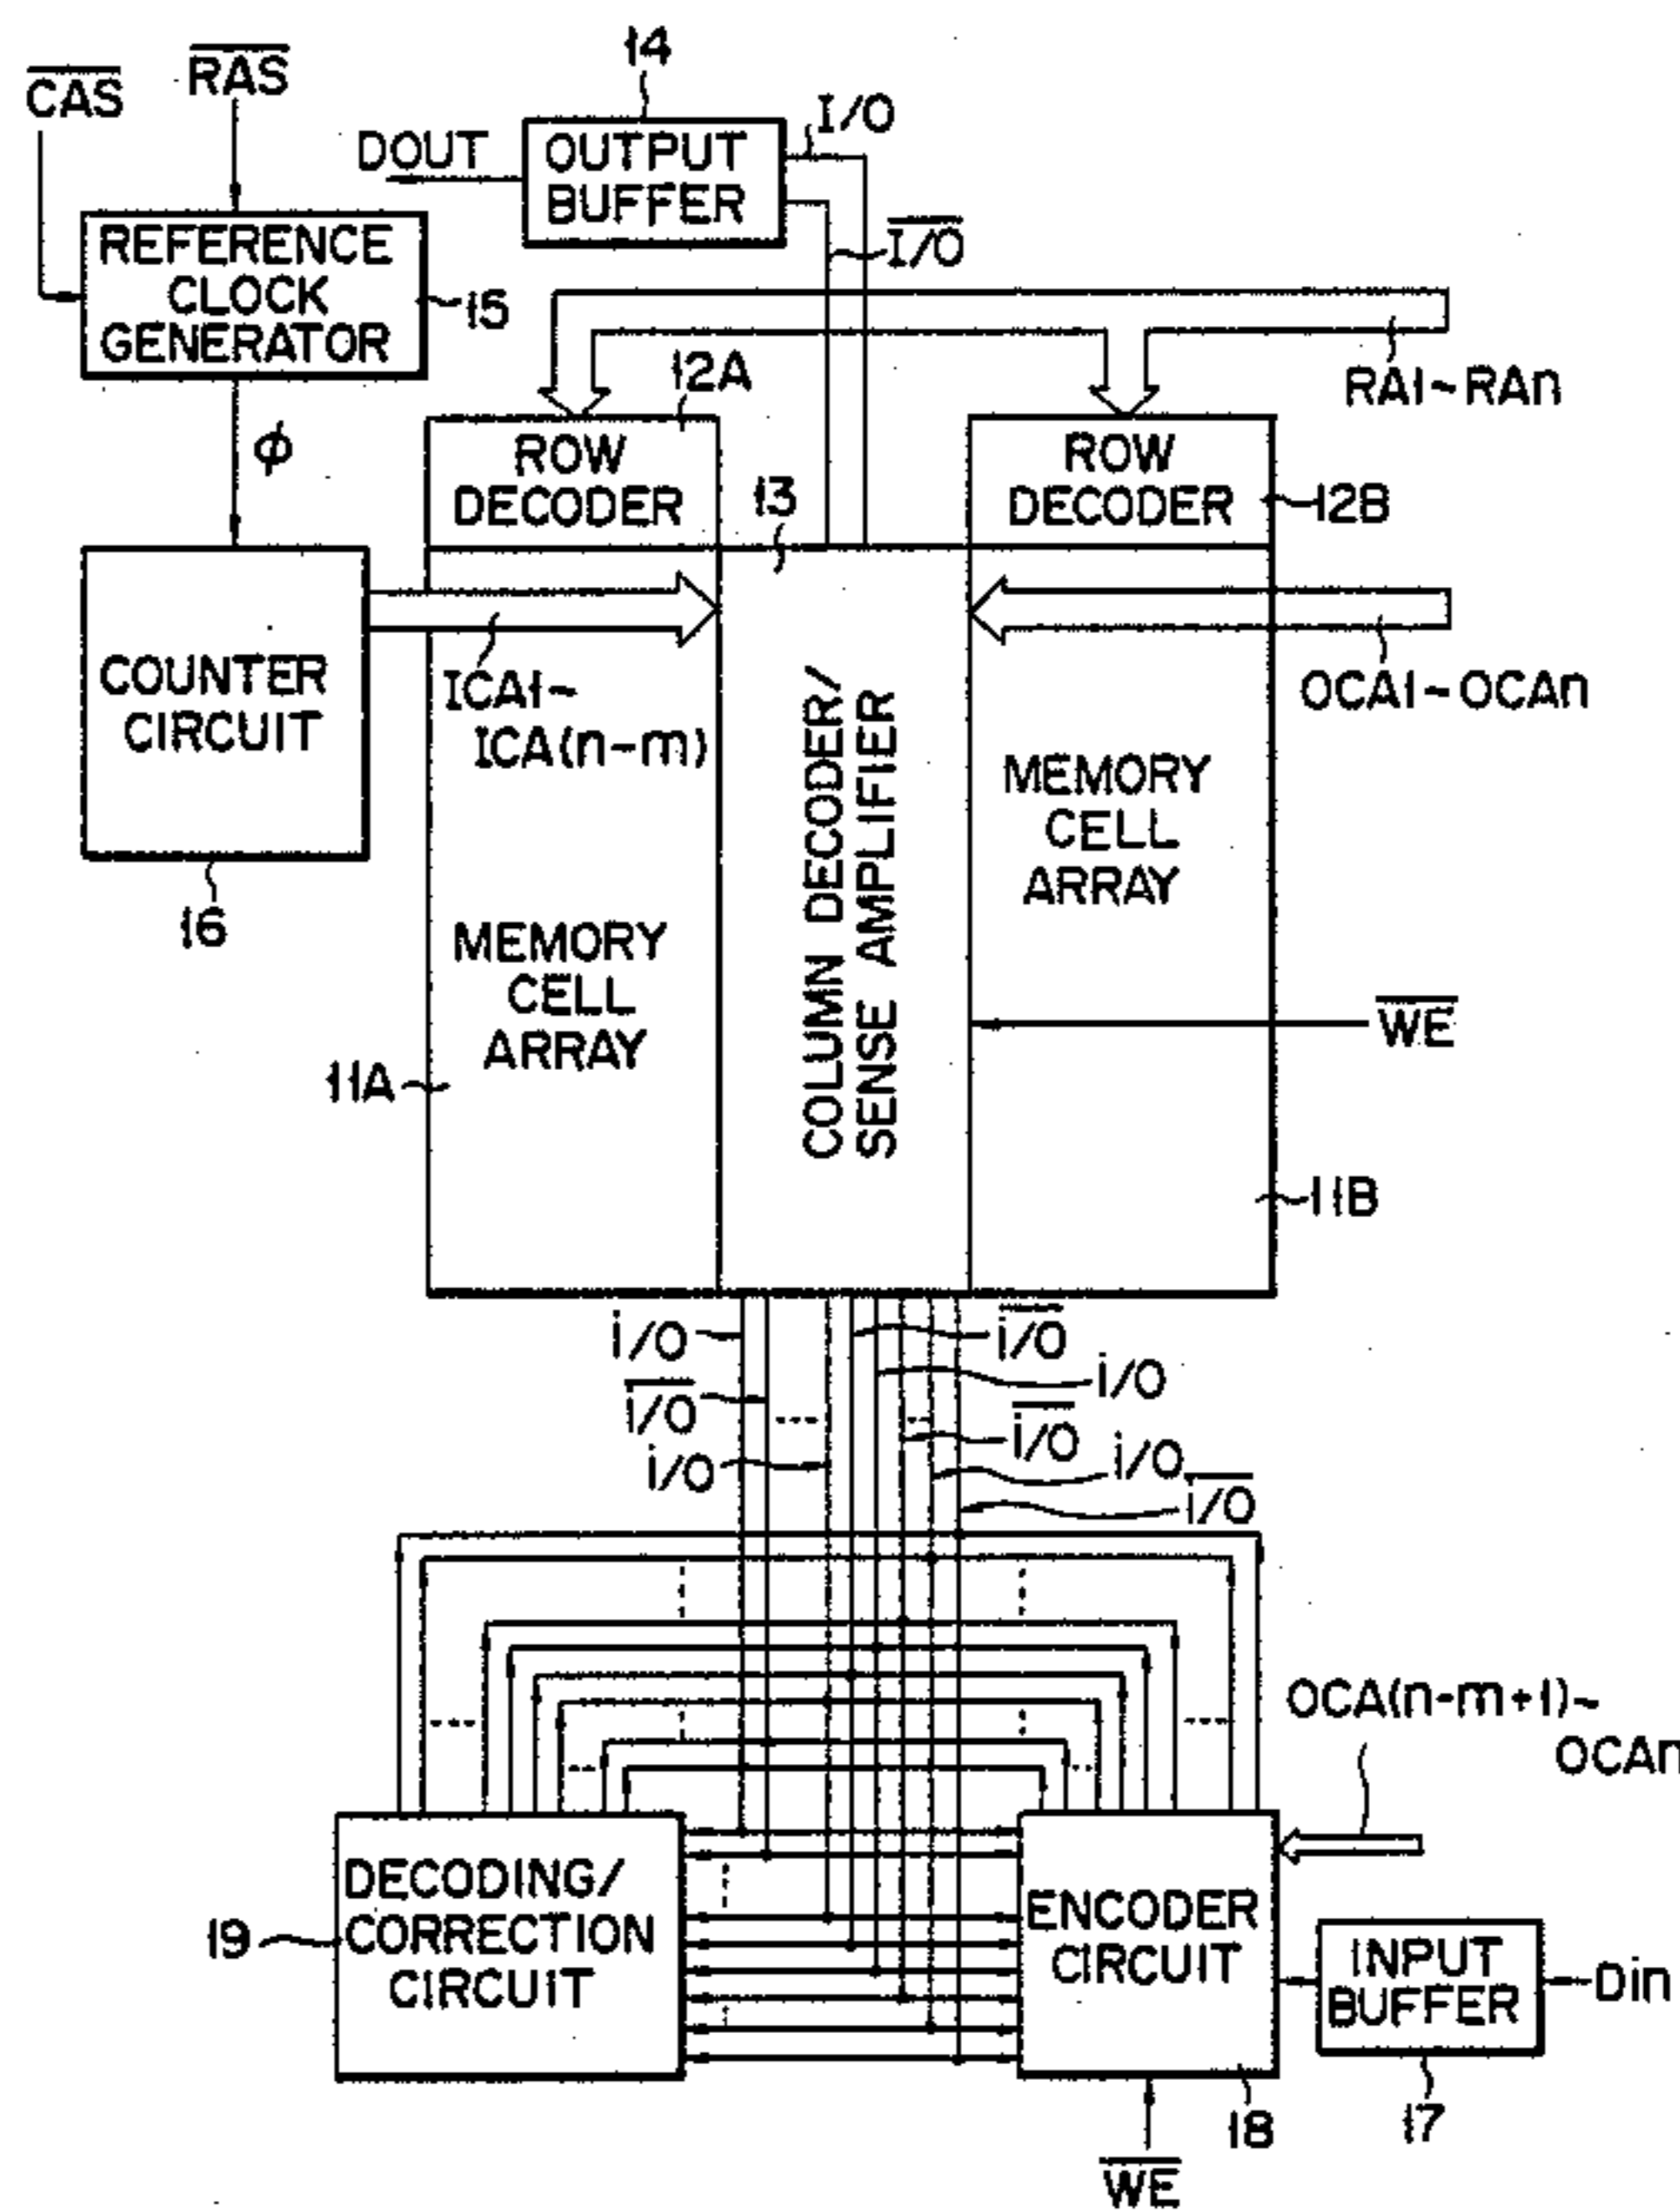 14
CAS
RAS
I/O
DOUT
OUTPUT
BUFFER
I/O
REFERENCE
CLOCK
GENERATOR
15
12A
RA1~RAn
ϕ
ROW
DECODER
13
ROW
DECODER
12B
COUNTER
CIRCUIT
ICA1~
ICA(n-m)
OCA1~OCAn
COLUMN DECODER/
SENSE AMPLIFIER
MEMORY
CELL
ARRAY
16
MEMORY
CELL
ARRAY
WE
11A
11B
i/O
i/O
i/O
i/O
i/O
i/O
i/O
i/O
OCA(n-m+1)~
OCAn
DECODING/
CORRECTION
CIRCUIT
19
ENCODER
CIRCUIT
INPUT
BUFFER
Din
18
17
WE